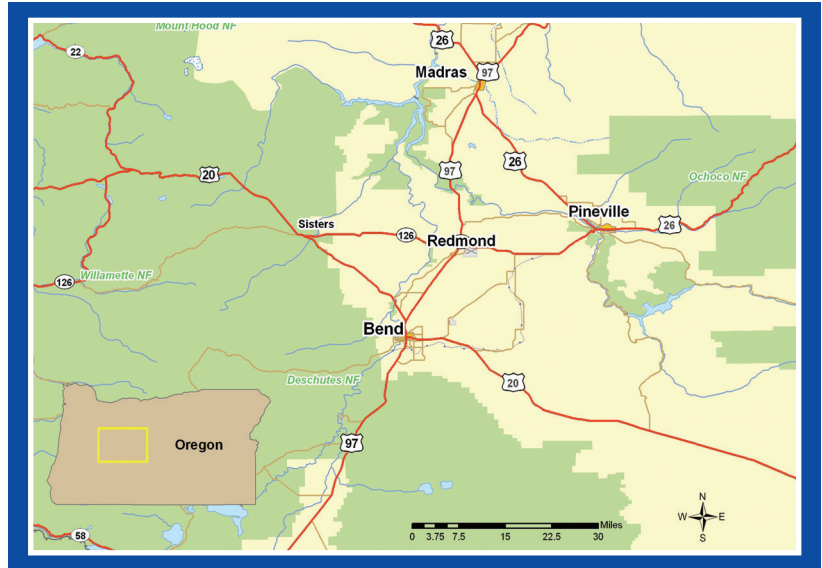 Mount Hood NF
22
26
Madras
97
20
97
26
Ochoco NF
Pineville
Sisters
126
Redmond
26
Willamette NF
126
Bend
Deschutes NF
20
Oregon
97
58
Miles
0 3.75 7.5 15 22.5 30
N
W E
S